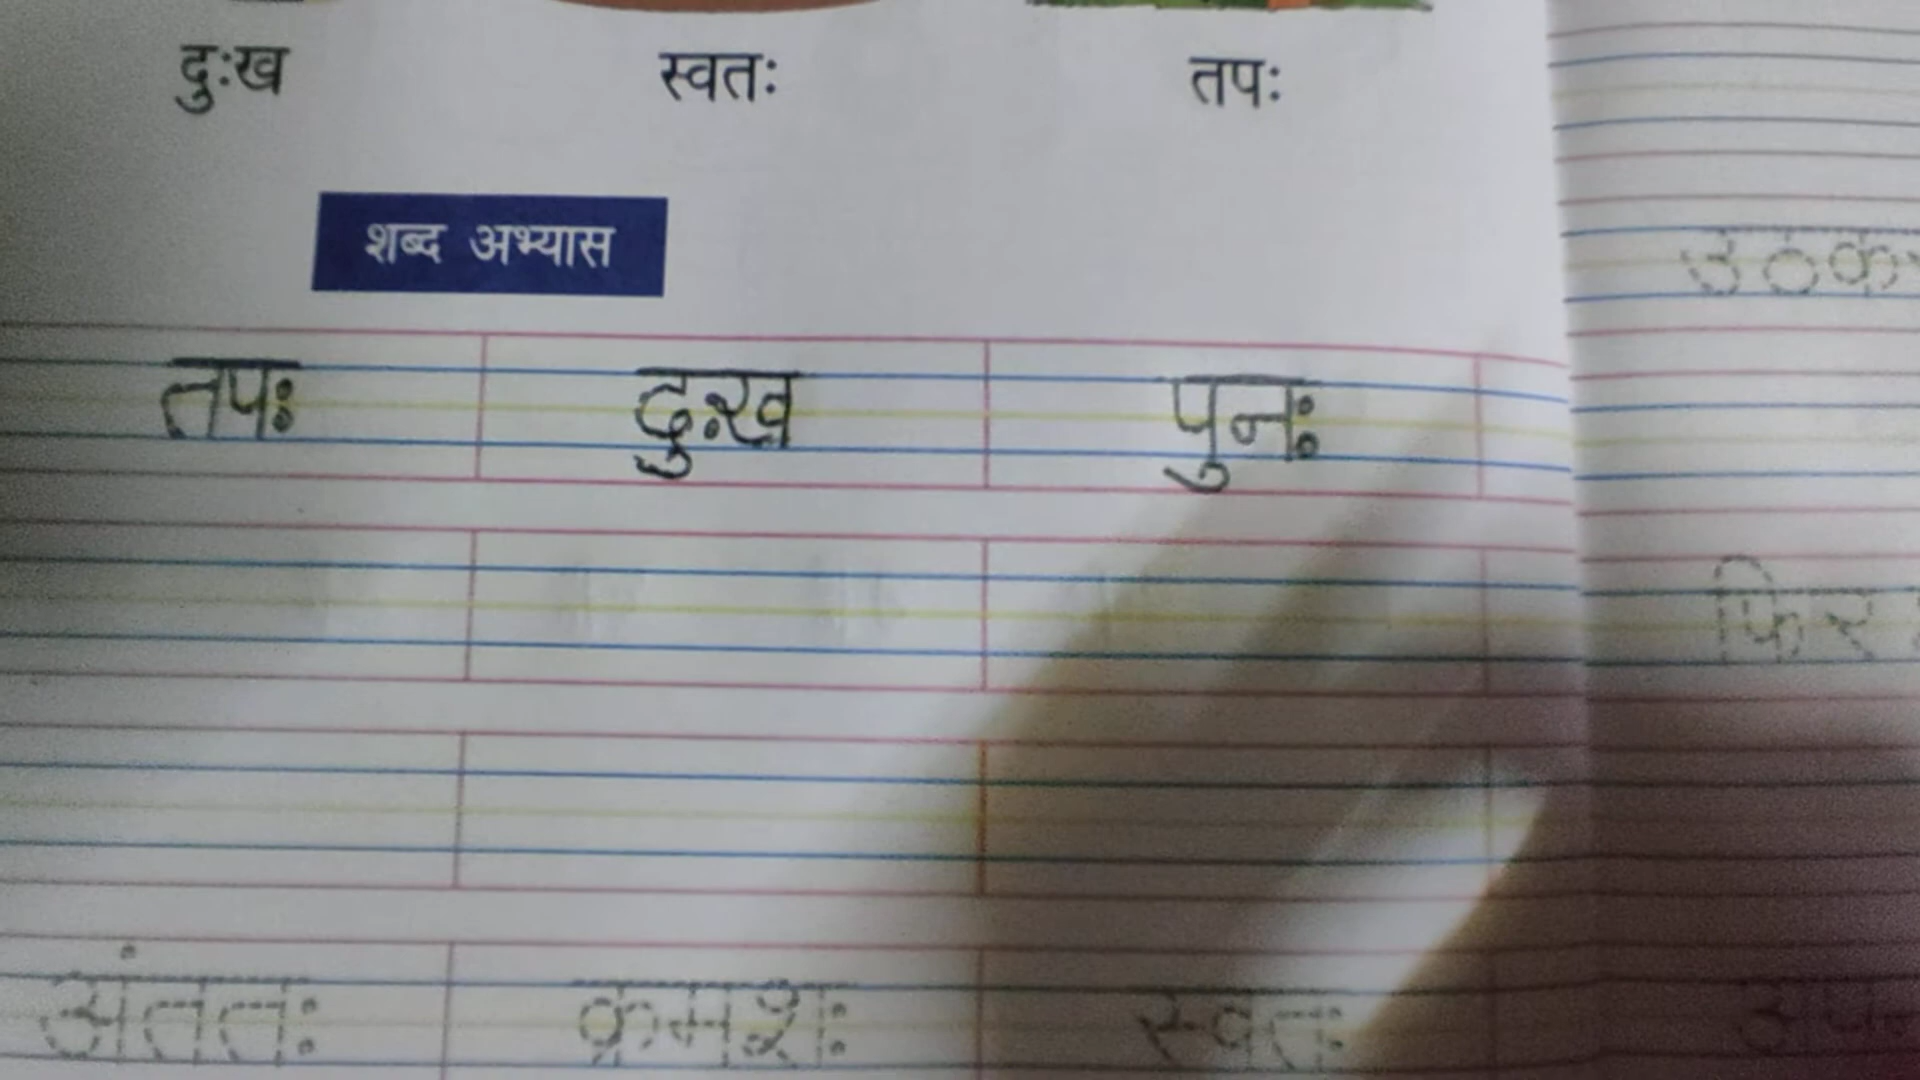 दुःख स्वतः तपः
शब्द अभ्यास
तपः दुःख पुनः
अंततः क्रमशः स्वतः